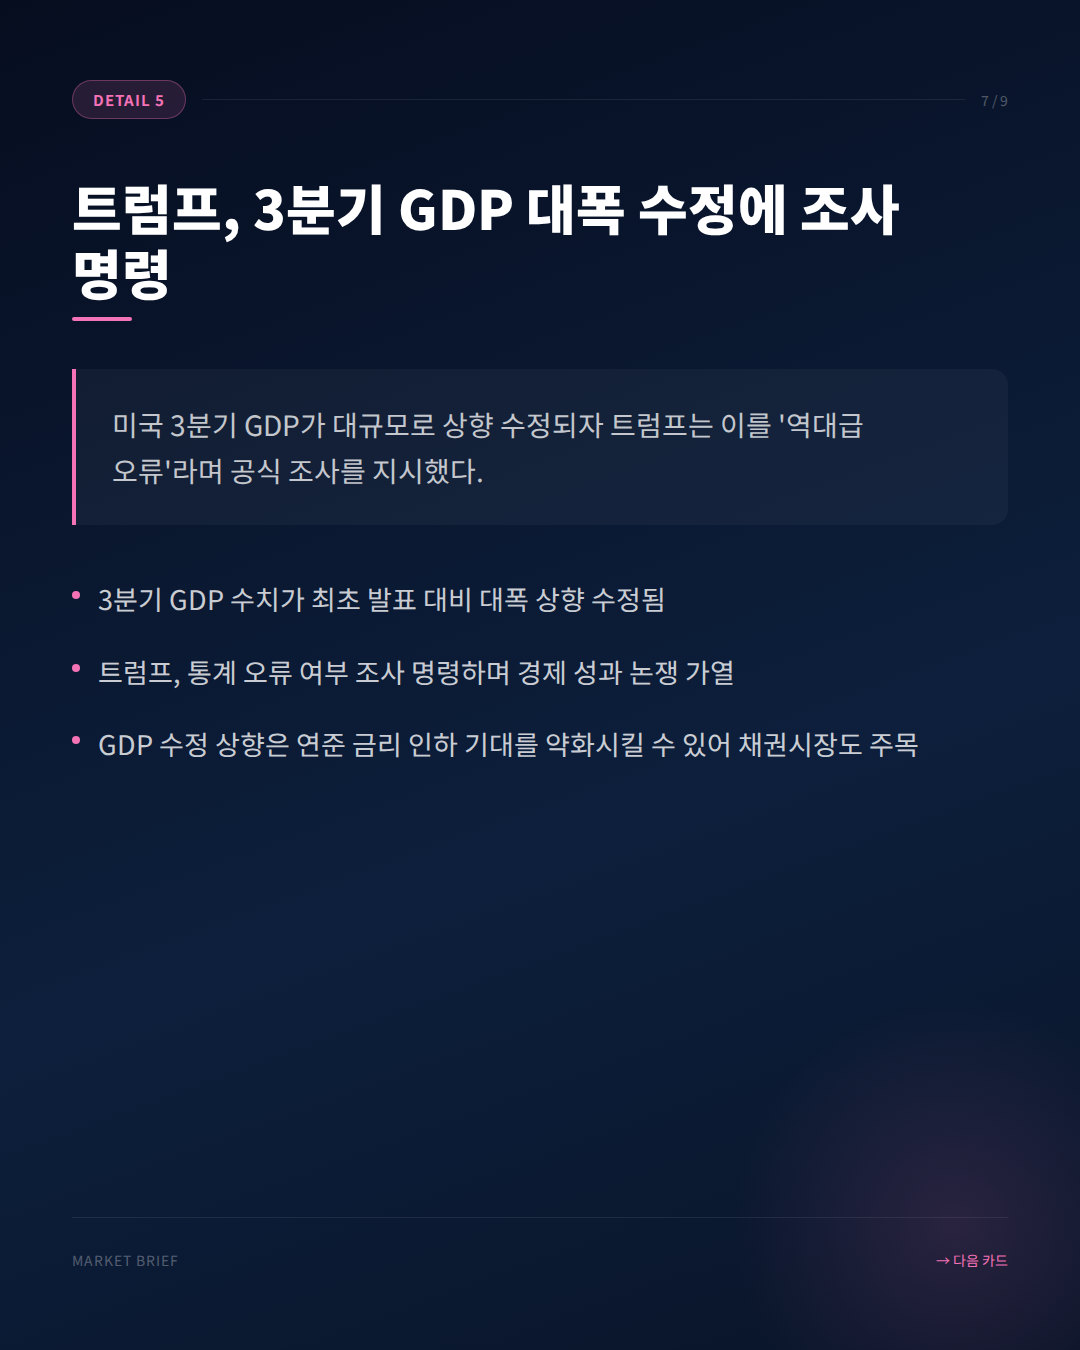 DETAIL 5
7 / 9
트럼프, 3분기 GDP 대폭 수정에 조사
명령
미국 3분기 GDP가 대규모로 상향 수정되자 트럼프는 이를 '역대급
오류'라며 공식 조사를 지시했다.
• 3분기 GDP 수치가 최초 발표 대비 대폭 상향 수정됨
• 트럼프, 통계 오류 여부 조사 명령하며 경제 성과 논쟁 가열
• GDP 수정 상향은 연준 금리 인하 기대를 약화시킬 수 있어 채권시장도 주목
MARKET BRIEF
→ 다음 카드